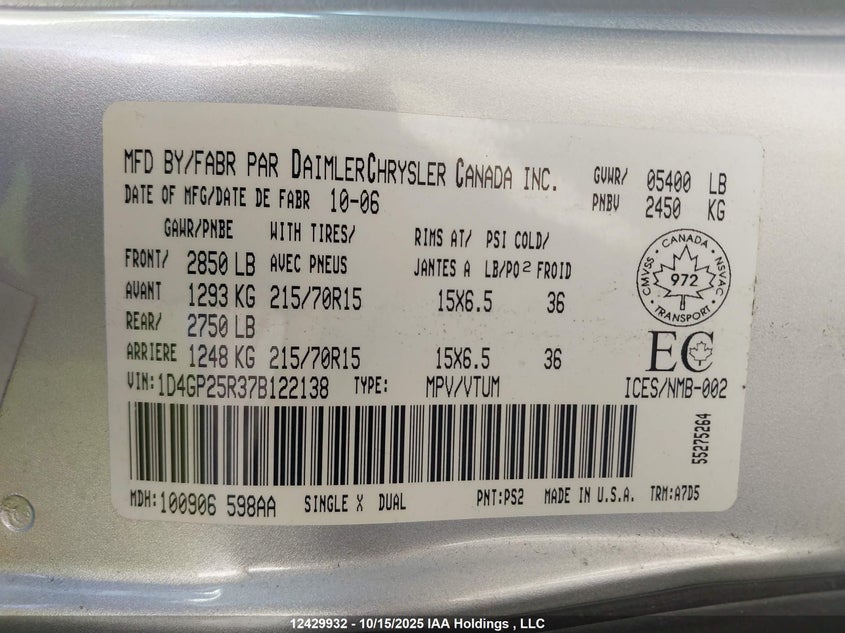 MFD BY/FABR PAR DAIMLERCHRYSLER CANADA INC.
GVWR/ 05400 LB
DATE OF MFG/DATE DE FABR 10-06
PNBV 2450 KG
GAWR/PNBE WITH TIRES/ RIMS AT/ PSI COLD/
FRONT/ 2850 LB AVEC PNEUS JANTES A LB/PO2 FROID
AVANT 1293 KG 215/70R15 15X6.5 36
REAR/ 2750 LB
ARRIERE 1248 KG 215/70R15 15X6.5 36
CANADA
CMVSS 972 NSVAC
TRANSPORT
EC
VIN:1D4GP25R37B122138 TYPE: MPV/VTUM ICES/NMB-002
55275264
MDH:100906 598AA SINGLE X DUAL PNT:PS2 MADE IN U.S.A. TRM:A7D5
12429932 - 10/15/2025 IAA Holdings , LLC